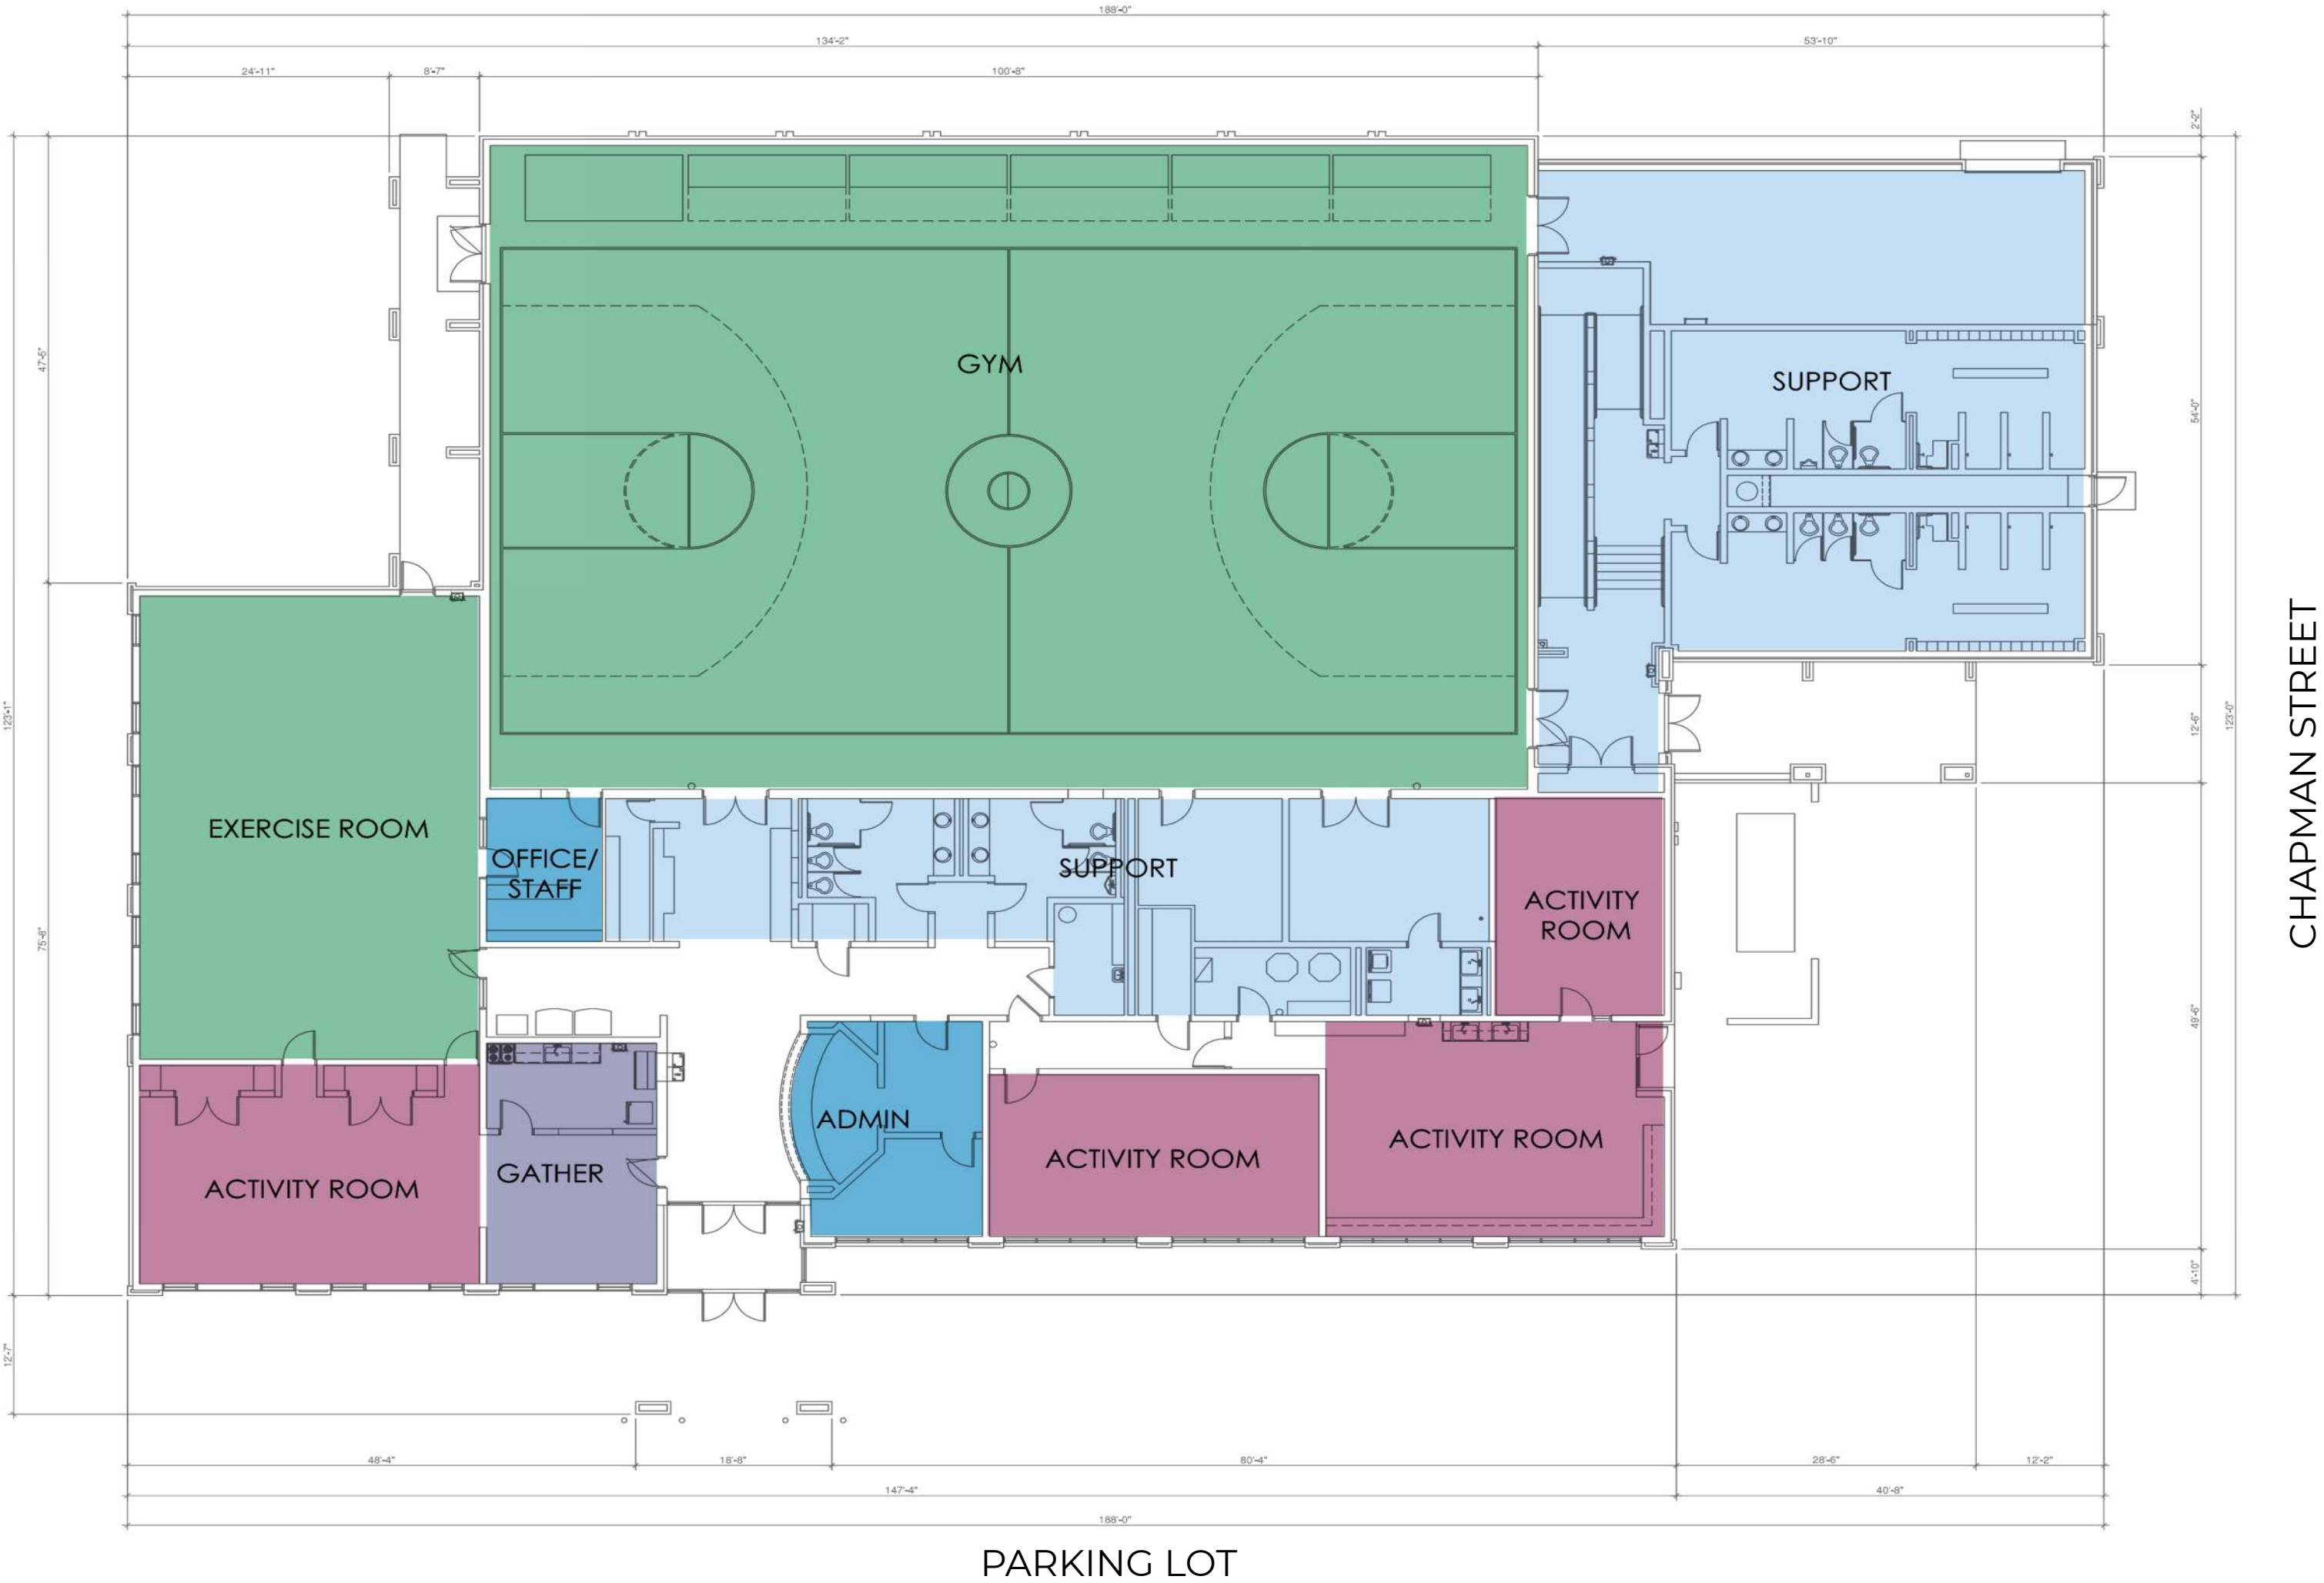 188'-0"
134'-2"
53'-10"
24'-11"
8'-7"
100'-8"
2'-2"
47'-5"
GYM
SUPPORT
54'-0"
123'-1"
12'-6"
123'-0"
CHAPMAN STREET
EXERCISE ROOM
OFFICE/
STAFF
SUPPORT
ACTIVITY
ROOM
75'-8"
49'-6"
ADMIN
ACTIVITY ROOM
ACTIVITY ROOM
GATHER
ACTIVITY ROOM
4'-10"
12'-7"
48'-4"
18'-8"
80'-4"
28'-6"
12'-2"
147'-4"
40'-8"
188'-0"
PARKING LOT